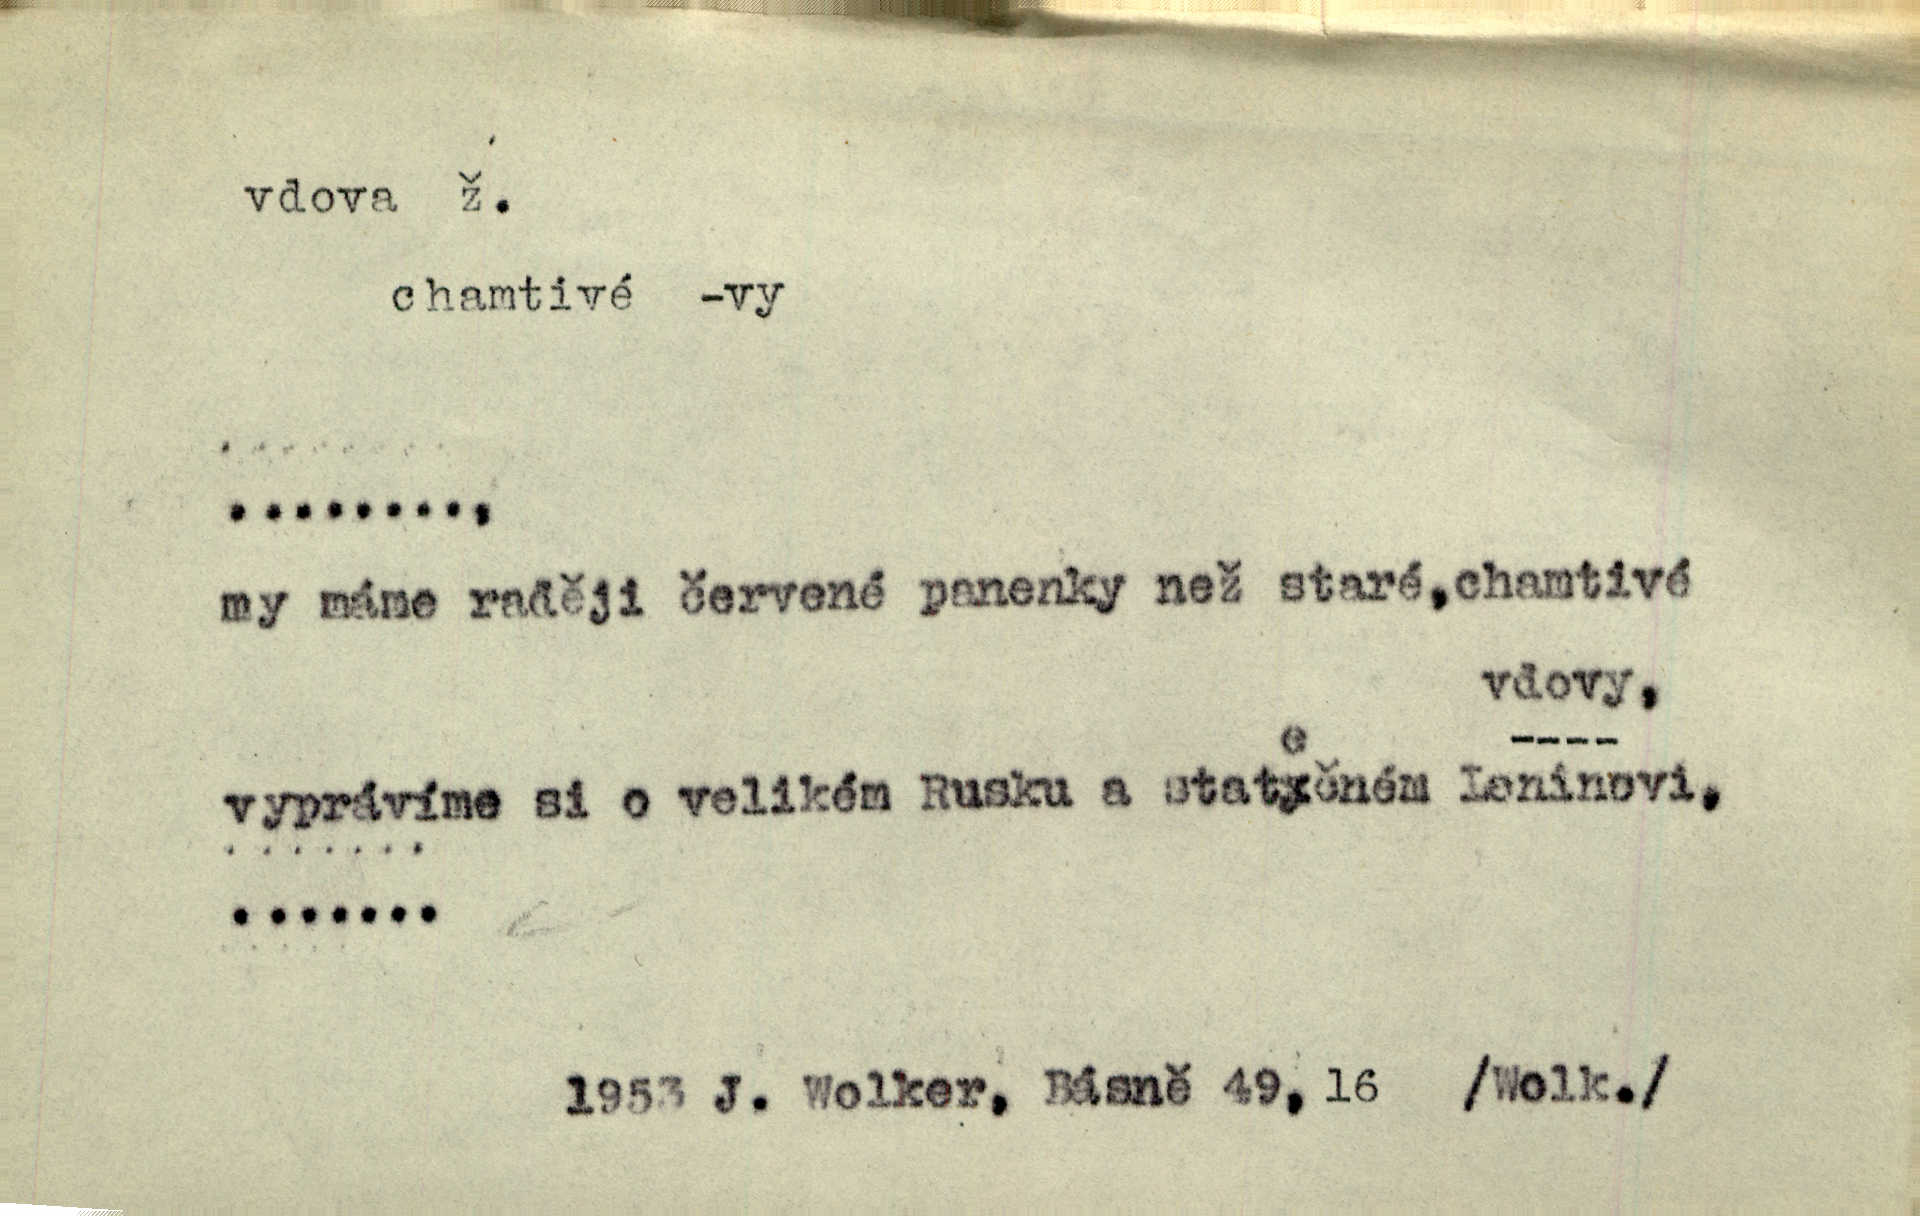 vdova ž.
chamtivé -vy
.........,
my máme raději červené panenky než staré,chamtivé
vdovy,
----
vyprávíme si o velikém Rusku a statečném Leninovi,
.......
1953 J. Wolker, Básně 49, 16 /Wolk./